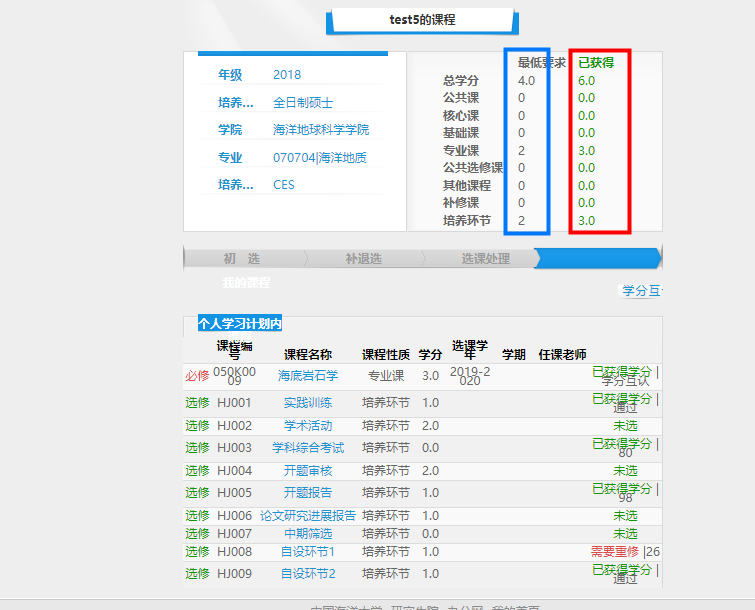 test5的课程
年级 2018
培养... 全日制硕士
学院 海洋地球科学学院
专业 070704|海洋地质
培养... CES
最低要求 已获得
总学分 4.0 6.0
公共课 0 0.0
核心课 0 0.0
基础课 0 0.0
专业课 2 3.0
公共选修课 0 0.0
其他课程 0 0.0
补修课 0 0.0
培养环节 2 3.0
初 选 补退选 选课处理
我的课程
学分互
个人学习计划内
课程编号 课程名称 课程性质 学分 选课学年 学期 任课老师
必修 050K0009 海底岩石学 专业课 3.0 2019-2020 已获得学分 | 学分互认
选修 HJ001 实践训练 培养环节 1.0 已获得学分 | 通过
选修 HJ002 学术活动 培养环节 2.0 未选
选修 HJ003 学科综合考试 培养环节 0.0 已获得学分 | 80
选修 HJ004 开题审核 培养环节 2.0 未选
选修 HJ005 开题报告 培养环节 1.0 已获得学分 | 98
选修 HJ006 论文研究进展报告 培养环节 1.0 未选
选修 HJ007 中期筛选 培养环节 0.0 未选
选修 HJ008 自设环节1 培养环节 1.0 需要重修 |26
选修 HJ009 自设环节2 培养环节 1.0 已获得学分 | 通过
中国海洋大学 研究生院 办公网 我的首页